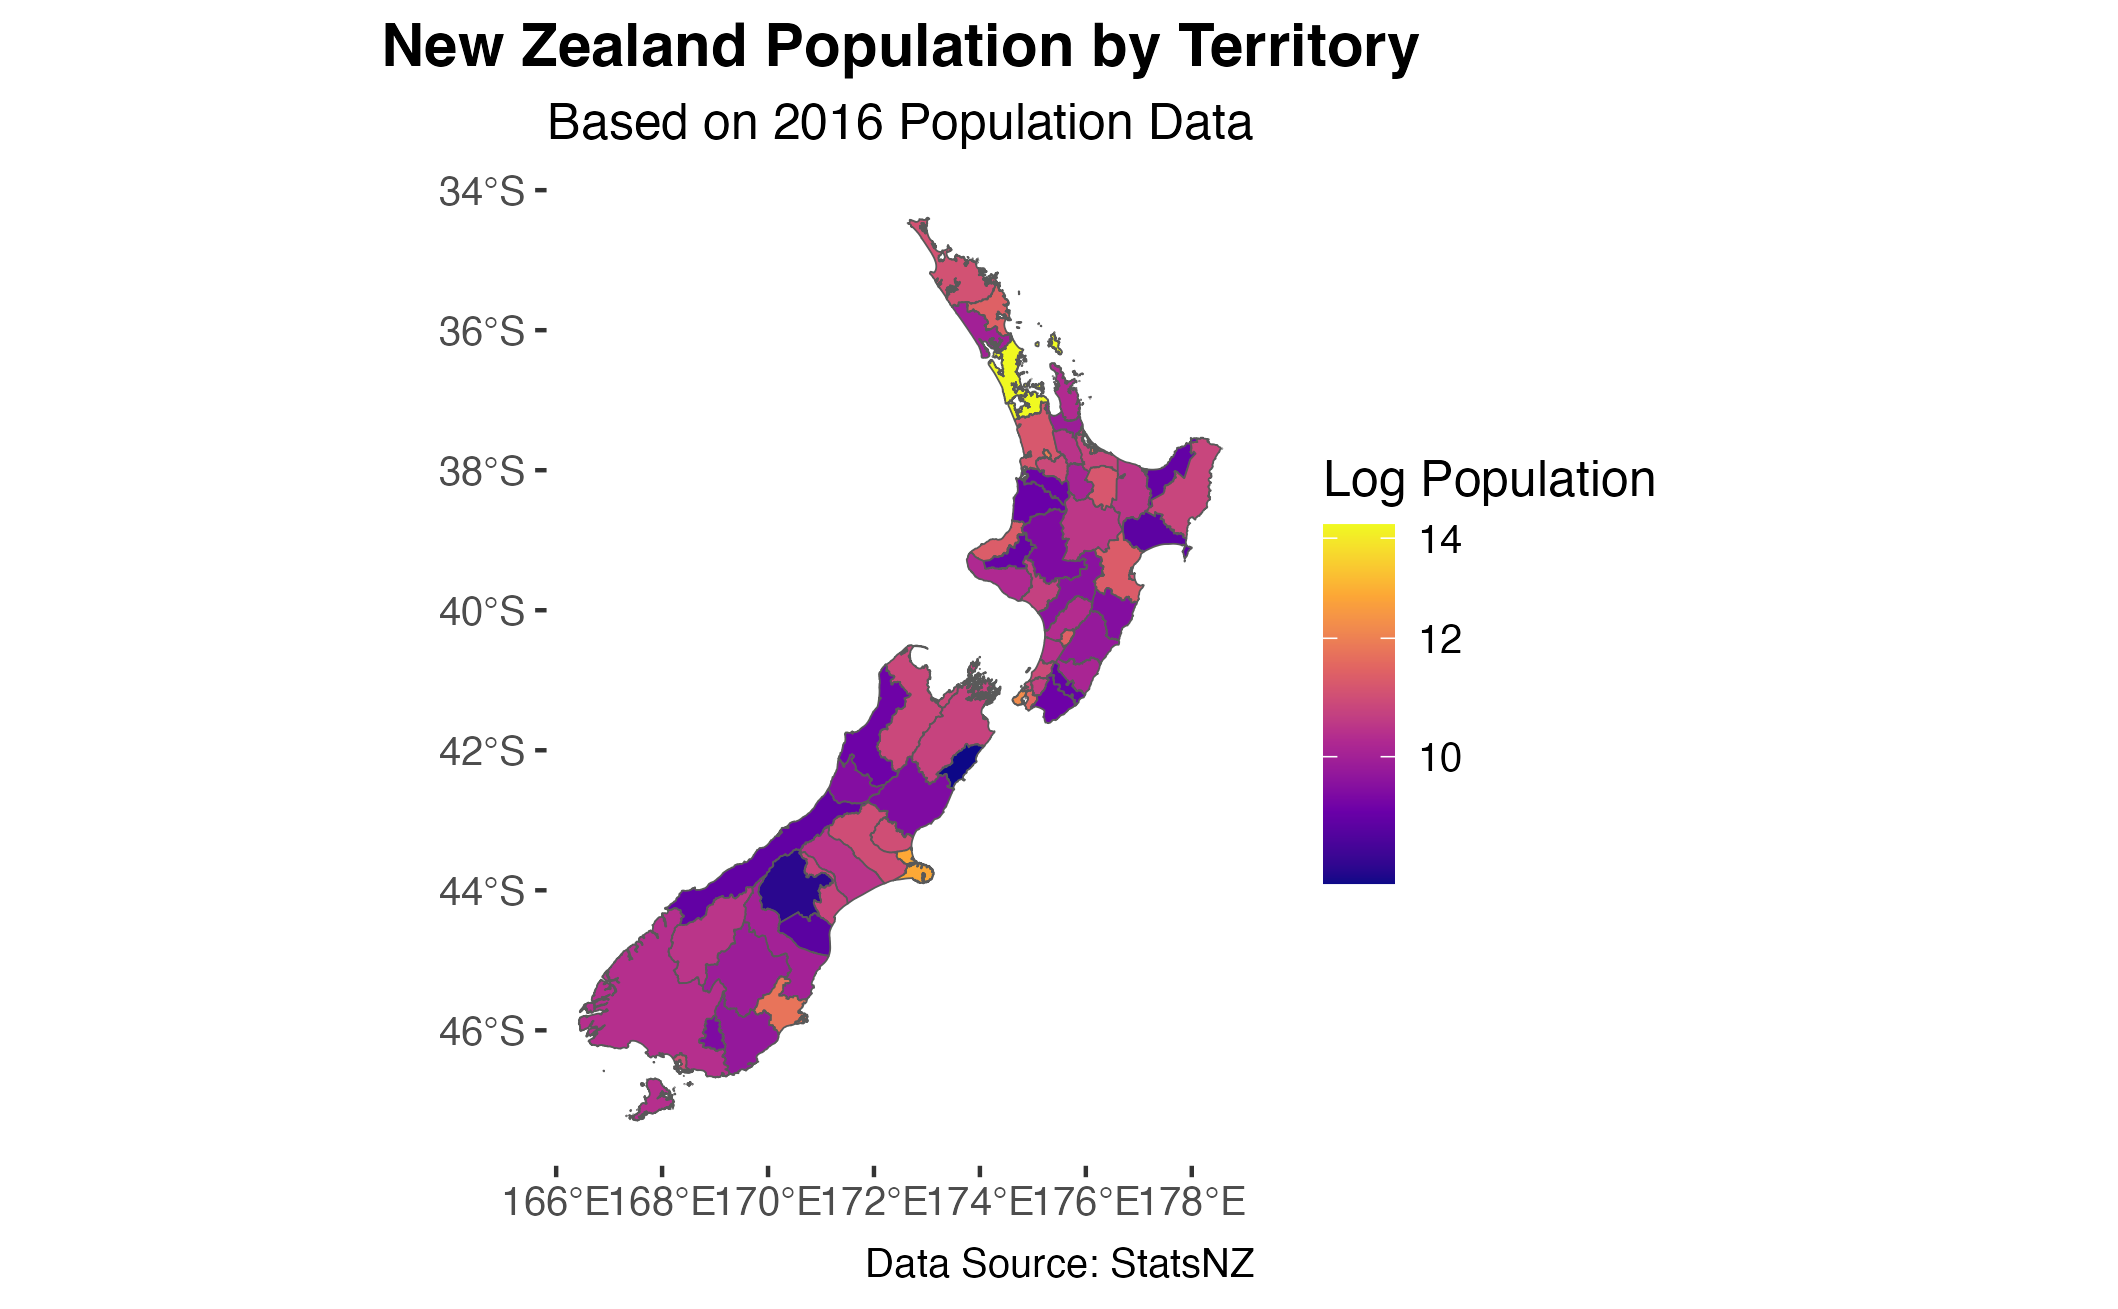 New Zealand Population by Territory
Based on 2016 Population Data
34°S
36°S
38°S
40°S
42°S
44°S
46°S
166°E 168°E 170°E 172°E 174°E 176°E 178°E
Log Population
14
12
10
Data Source: StatsNZ